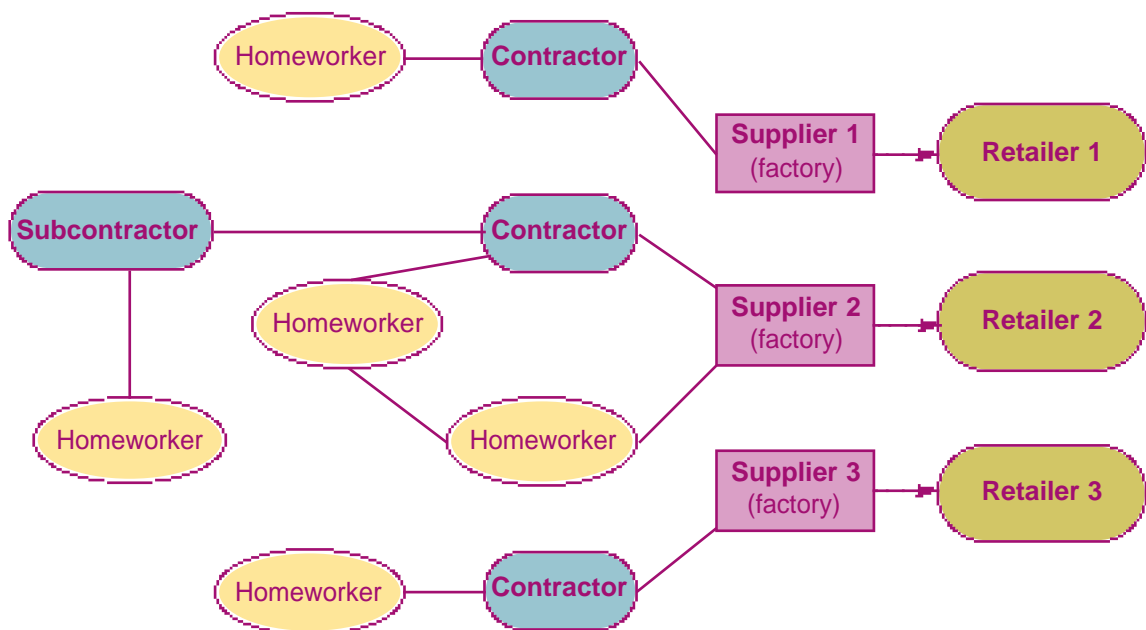 Homeworker
Contractor
Supplier 1
(factory)
Retailer 1
Subcontractor
Contractor
Homeworker
Supplier 2
(factory)
Retailer 2
Homeworker
Homeworker
Supplier 3
(factory)
Retailer 3
Homeworker
Contractor